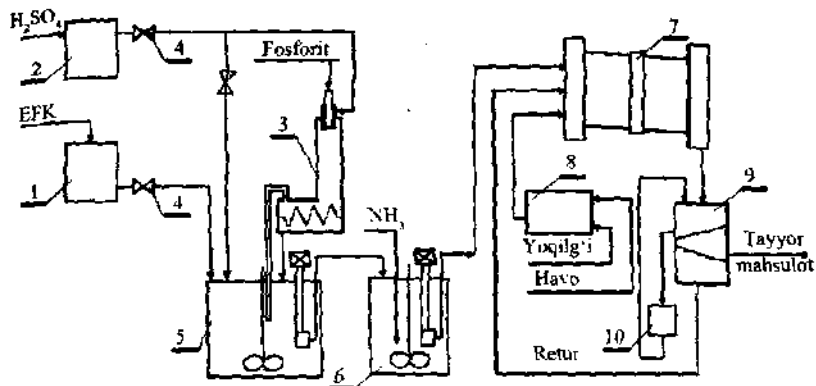 H₂SO₄
2
4
Fosforit
7
EFK
1
4
3
8
9
NH₃
Yoqilg'i
Havo
Tayyor
mahsulot
5
6
10
Retur